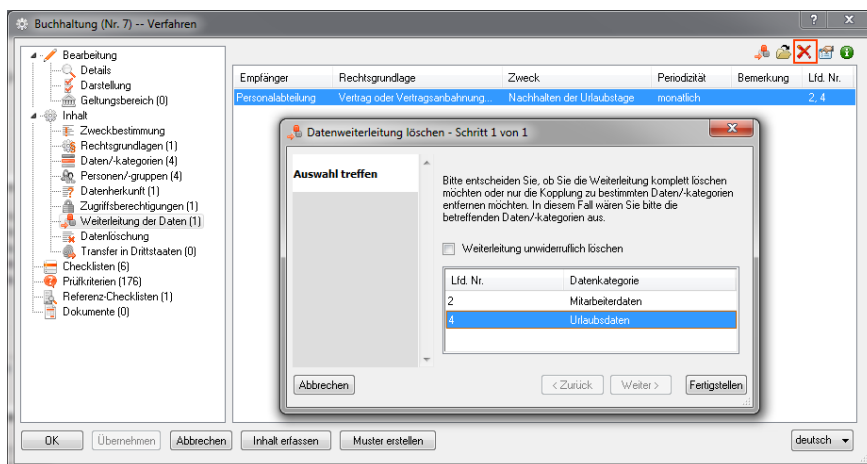 Buchhaltung (Nr. 7) -- Verfahren
Bearbeitung
Details
Darstellung
Geltungsbereich (0)
Inhalt
Zweckbestimmung
Rechtsgrundlagen (1)
Daten/-kategorien (4)
Personen/-gruppen (4)
Datenherkunft (1)
Zugriffsberechtigungen (1)
Weiterleitung der Daten (1)
Datenlöschung
Transfer in Drittstaaten (0)
Checklisten (6)
Prüfkriterien (176)
Referenz-Checklisten (1)
Dokumente (0)
Empfänger Rechtsgrundlage Zweck Periodizität Bemerkung Lfd. Nr.
Personalabteilung Vertrag oder Vertragsanbahnung... Nachhalten der Urlaubstage monatlich 2, 4
Datenweiterleitung löschen - Schritt 1 von 1
Auswahl treffen
Bitte entscheiden Sie, ob Sie die Weiterleitung komplett löschen
möchten oder nur die Kopplung zu bestimmten Daten/-kategorien
entfernen möchten. In diesem Fall wären Sie bitte die
betreffenden Daten/-kategorien aus.
Weiterleitung unwiderruflich löschen
Lfd. Nr. Datenkategorie
2 Mitarbeiterdaten
4 Urlaubsdaten
Abbrechen < Zurück Weiter > Fertigstellen
OK Übernehmen Abbrechen Inhalt erfassen Muster erstellen deutsch